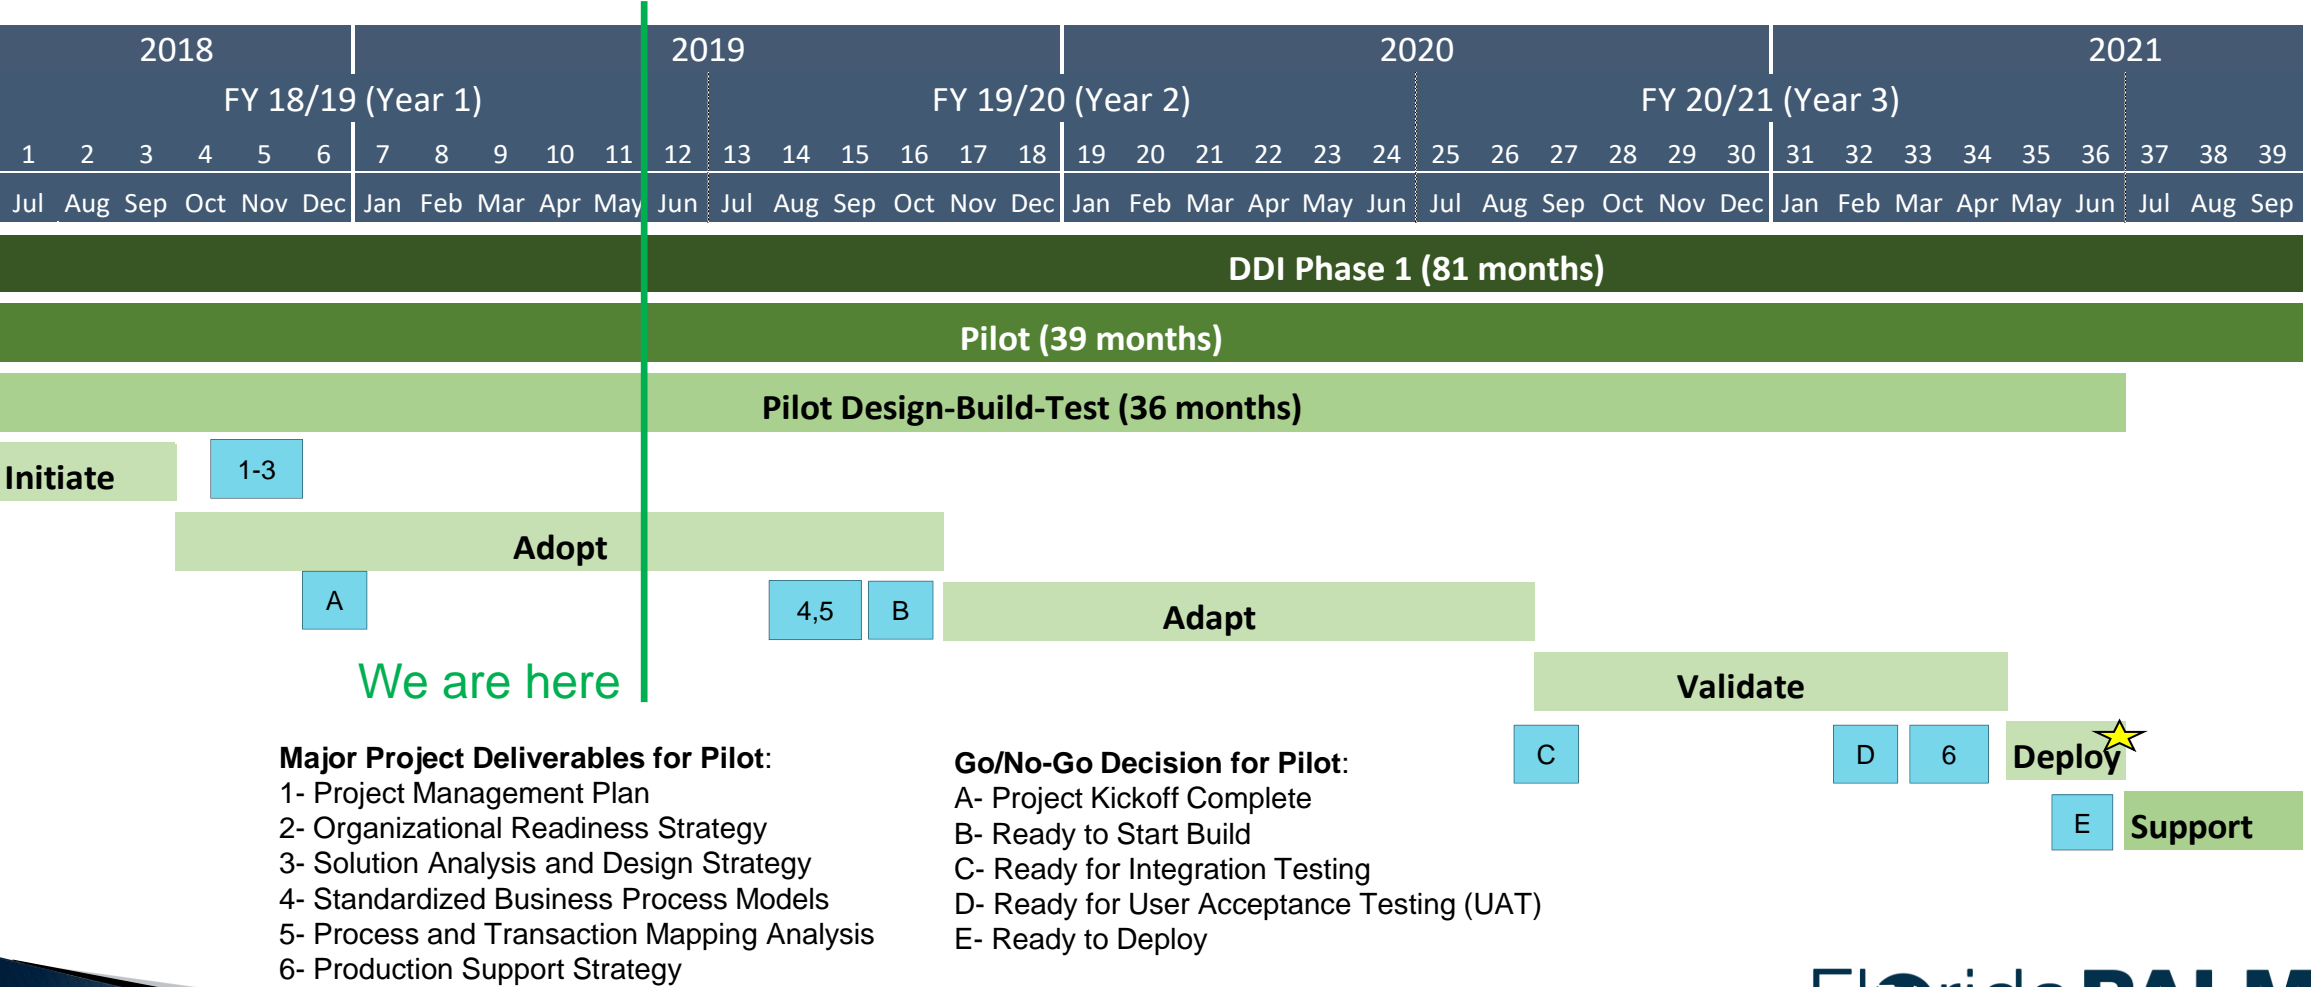 2018 2019 2020 2021
FY 18/19 (Year 1) FY 19/20 (Year 2) FY 20/21 (Year 3)
1 2 3 4 5 6 7 8 9 10 11 12 13 14 15 16 17 18 19 20 21 22 23 24 25 26 27 28 29 30 31 32 33 34 35 36 37 38 39
Jul Aug Sep Oct Nov Dec Jan Feb Mar Apr May Jun Jul Aug Sep Oct Nov Dec Jan Feb Mar Apr May Jun Jul Aug Sep Oct Nov Dec Jan Feb Mar Apr May Jun Jul Aug Sep
DDI Phase 1 (81 months)
Pilot (39 months)
Pilot Design-Build-Test (36 months)
Initiate 1-3
Adopt
A 4,5 B Adapt
We are here Validate
C D 6 Deploy
E Support
Major Project Deliverables for Pilot:
1- Project Management Plan
2- Organizational Readiness Strategy
3- Solution Analysis and Design Strategy
4- Standardized Business Process Models
5- Process and Transaction Mapping Analysis
6- Production Support Strategy
Go/No-Go Decision for Pilot:
A- Project Kickoff Complete
B- Ready to Start Build
C- Ready for Integration Testing
D- Ready for User Acceptance Testing (UAT)
E- Ready to Deploy
Florida PALM